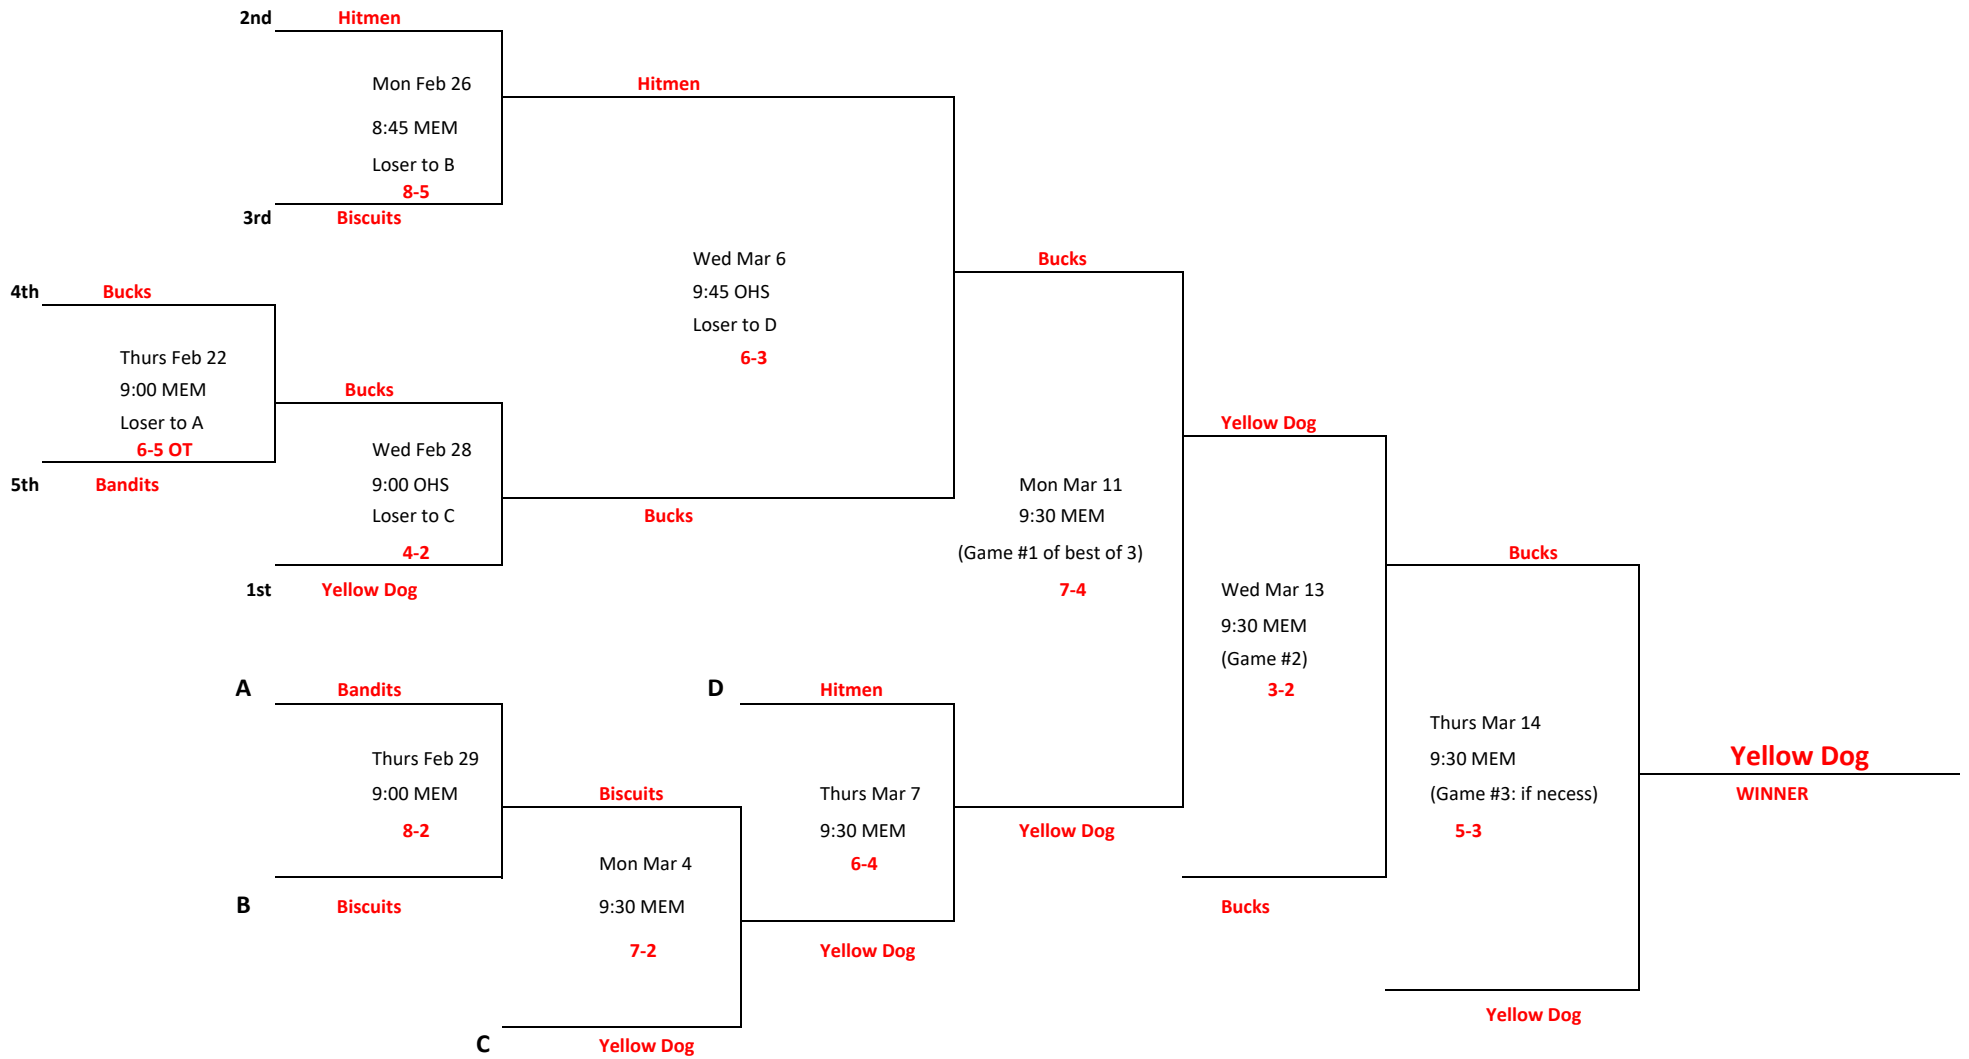 2nd Hitmen
Mon Feb 26
8:45 MEM
Loser to B
8-5
3rd Biscuits
Hitmen
4th Bucks
Thurs Feb 22
9:00 MEM
Loser to A
6-5 OT
5th Bandits
Bucks
Wed Feb 28
9:00 OHS
Loser to C
4-2
1st Yellow Dog
Wed Mar 6
9:45 OHS
Loser to D
6-3
Bucks
Bucks
Mon Mar 11
9:30 MEM
(Game #1 of best of 3)
7-4
A Bandits
Thurs Feb 29
9:00 MEM
8-2
B Biscuits
Biscuits
Mon Mar 4
9:30 MEM
7-2
C Yellow Dog
D Hitmen
Thurs Mar 7
9:30 MEM
6-4
Yellow Dog
Yellow Dog
Yellow Dog
Wed Mar 13
9:30 MEM
(Game #2)
3-2
Bucks
Bucks
Thurs Mar 14
9:30 MEM
(Game #3: if necess)
5-3
Yellow Dog
Yellow Dog
WINNER